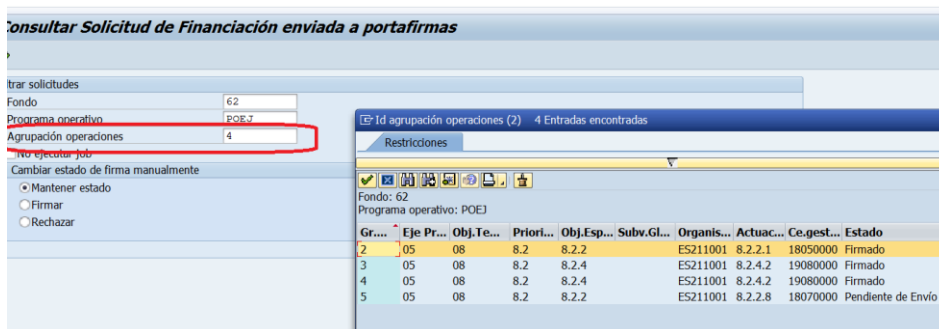 Consultar Solicitud de Financiación enviada a portafirmas
trar solicitudes
Fondo 62
Programa operativo POEJ
Agrupación operaciones 4
No ejecutar job
Cambiar estado de firma manualmente
Mantener estado
Firmar
Rechazar
Id agrupación operaciones (2) 4 Entradas encontradas
Restricciones
Fondo: 62
Programa operativo: POEJ
Gr.... Eje Pr... Obj.Te... Priori... Obj.Esp... Subv.Gl... Organis... Actuac... Ce.gest... Estado
2 05 08 8.2 8.2.2 ES211001 8.2.2.1 18050000 Firmado
3 05 08 8.2 8.2.4 ES211001 8.2.4.2 19080000 Firmado
4 05 08 8.2 8.2.4 ES211001 8.2.4.2 19080000 Firmado
5 05 08 8.2 8.2.2 ES211001 8.2.2.8 18070000 Pendiente de Envío